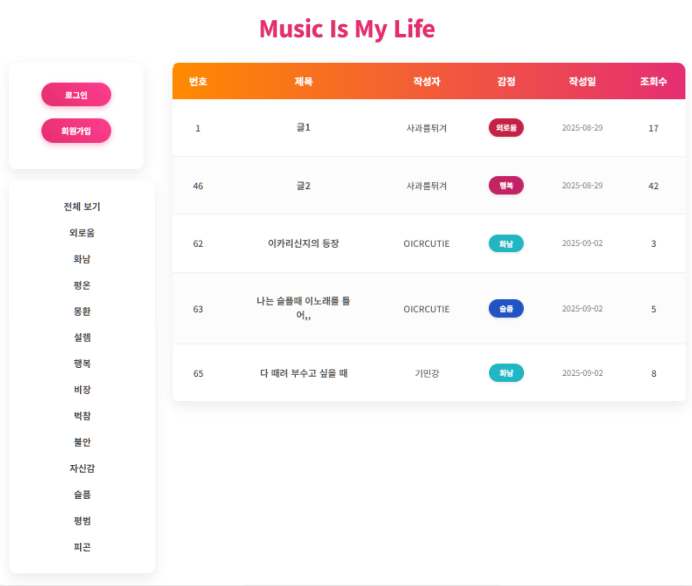 Music Is My Life
로그인
회원가입
전체 보기
외로움
화남
평온
몽환
설렘
행복
비장
벅참
불안
자신감
슬픔
평범
피곤
번호 제목 작성자 감정 작성일 조회수
1 글1 사과를튀겨 외로움 2025-08-29 17
46 글2 사과를튀겨 행복 2025-08-29 42
62 이카리신지의 등장 OICRCUTIE 화남 2025-09-02 3
63 나는 슬플때 이노래를 들
어,, OICRCUTIE 슬픔 2025-09-02 5
65 다 때려 부수고 싶을 때 기민강 화남 2025-09-02 8